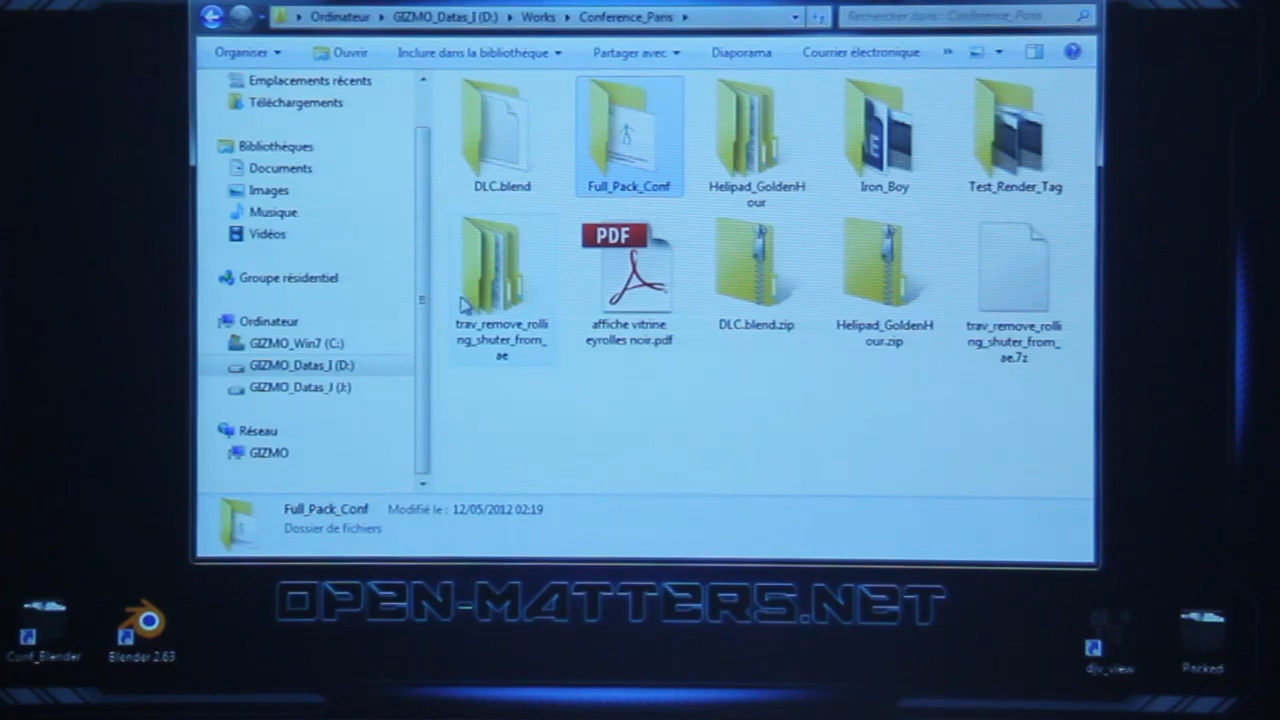 Ordinateur GIZMO_Datas_I (D:) Works Conference_Paris
Rechercher dans : Conference_Paris
Organiser Ouvrir Inclure dans la bibliothèque Partager avec Diaporama Courrier électronique »
Emplacements récents
Téléchargements
Bibliothèques
Documents
Images
Musique
Vidéos
Groupe résidentiel
Ordinateur
GIZMO_Win7 (C:)
GIZMO_Datas_I (D:)
GIZMO_Datas_J (J:)
Réseau
GIZMO
DLC.blend
Full_Pack_Conf
Helipad_GoldenH
our
Iron_Boy
Test_Render_Tag
trav_remove_rolli
ng_shuter_from_
ae
PDF
affiche vitrine
eyrolles noir.pdf
DLC.blend.zip
Helipad_GoldenH
our.zip
trav_remove_rolli
ng_shuter_from_
ae.7z
Full_Pack_Conf Modifié le : 12/05/2012 02:19
Dossier de fichiers
OPEN-MATTERS.NET
Conf_Blender
Blender 2.63
djv_view
Packed